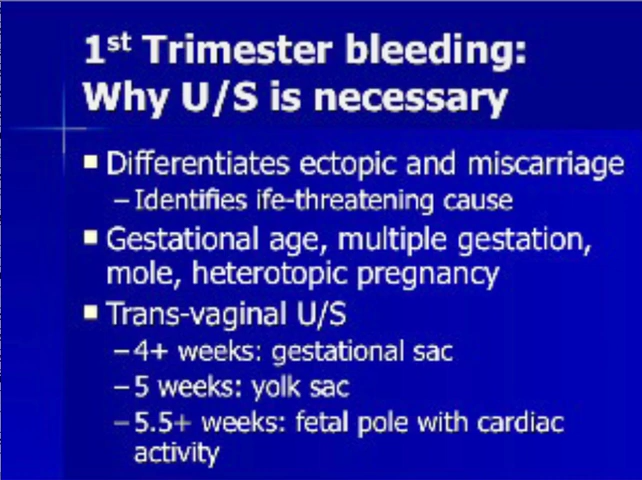 1st Trimester bleeding:
Why U/S is necessary
■ Differentiates ectopic and miscarriage
– Identifies ife-threatening cause
■ Gestational age, multiple gestation,
mole, heterotopic pregnancy
■ Trans-vaginal U/S
– 4+ weeks: gestational sac
– 5 weeks: yolk sac
– 5.5+ weeks: fetal pole with cardiac
activity